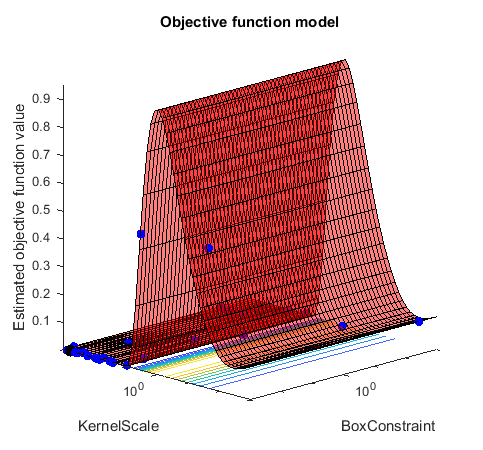 Objective function model
Estimated objective function value
0.9
0.8
0.7
0.6
0.5
0.4
0.3
0.2
0.1
10^0
10^0
KernelScale
BoxConstraint